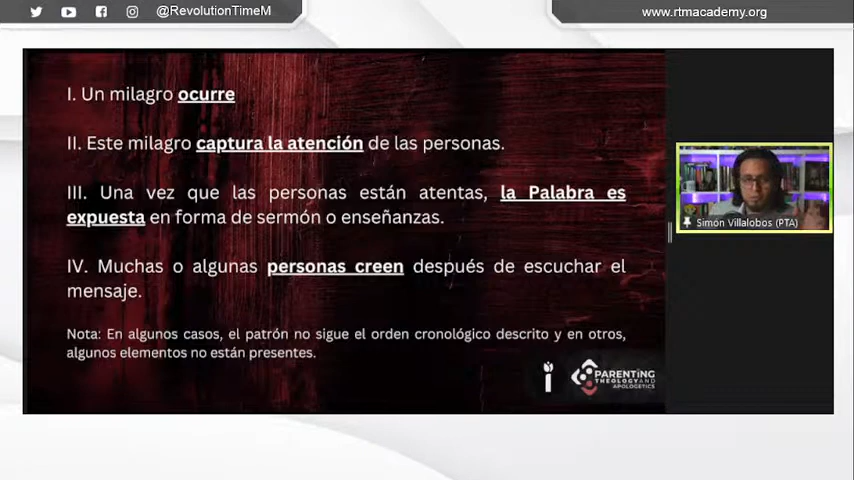 @RevolutionTimeM
www.rtmacademy.org
I. Un milagro ocurre
II. Este milagro captura la atención de las personas.
III. Una vez que las personas están atentas, la Palabra es
expuesta en forma de sermón o enseñanzas.
IV. Muchas o algunas personas creen después de escuchar el
mensaje.
Nota: En algunos casos, el patrón no sigue el orden cronológico descrito y en otros,
algunos elementos no están presentes.
PARENTING
THEOLOGY AND
APOLOGETICS
Simón Villalobos (PTA)